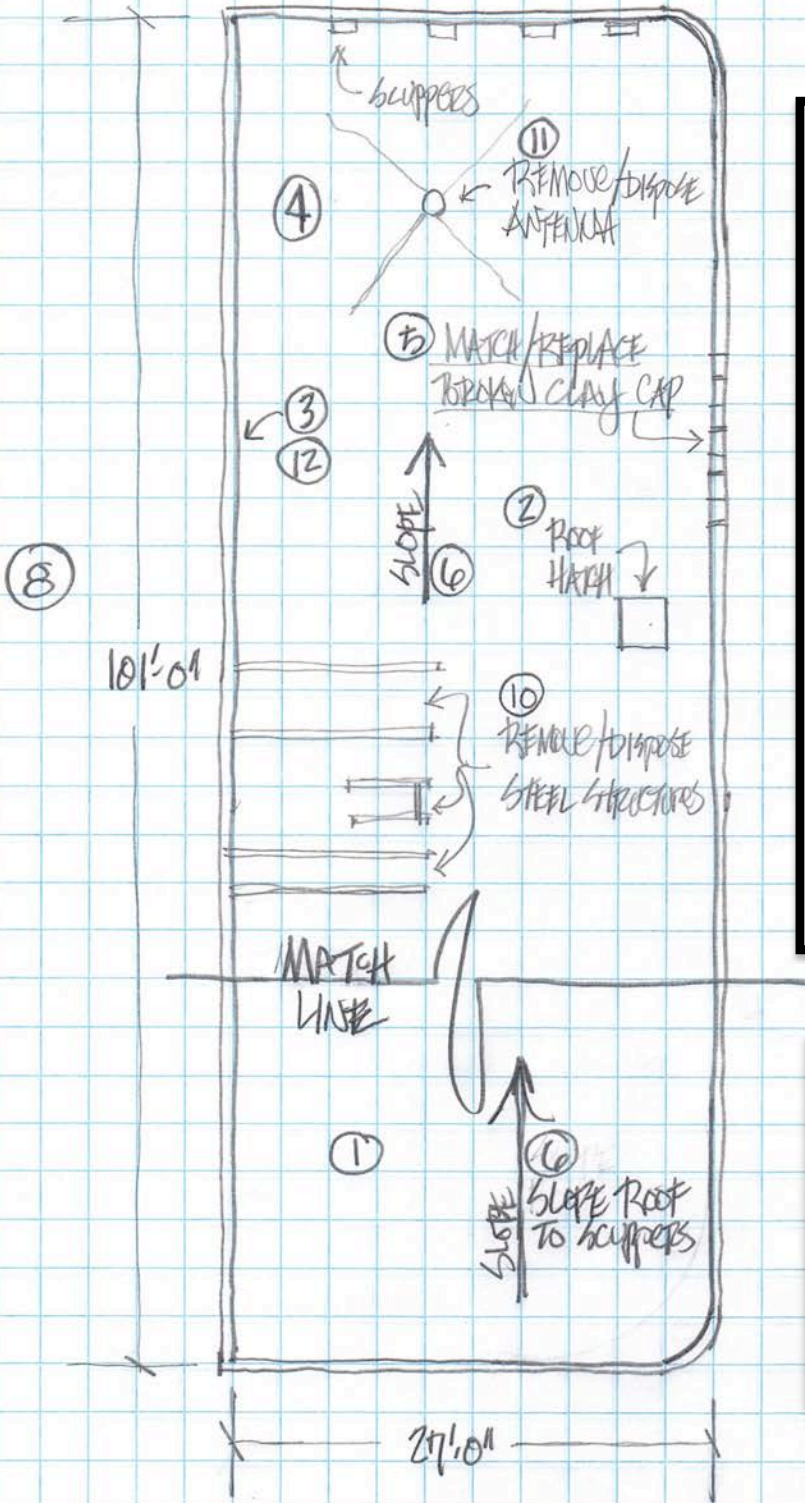 SCUPPERS
11
REMOVE/DISPOSE
ANTENNA
4
5 MATCH/REPLACE
BROKEN CLAY CAP
3
12
2
ROOF
HATCH
SLOPE
6
8
101'-0"
10
REMOVE/DISPOSE
STEEL STRUCTURES
MATCH
LINE
1
6
SLOPE
SLOPE ROOF
TO SCUPPERS
27'-0"